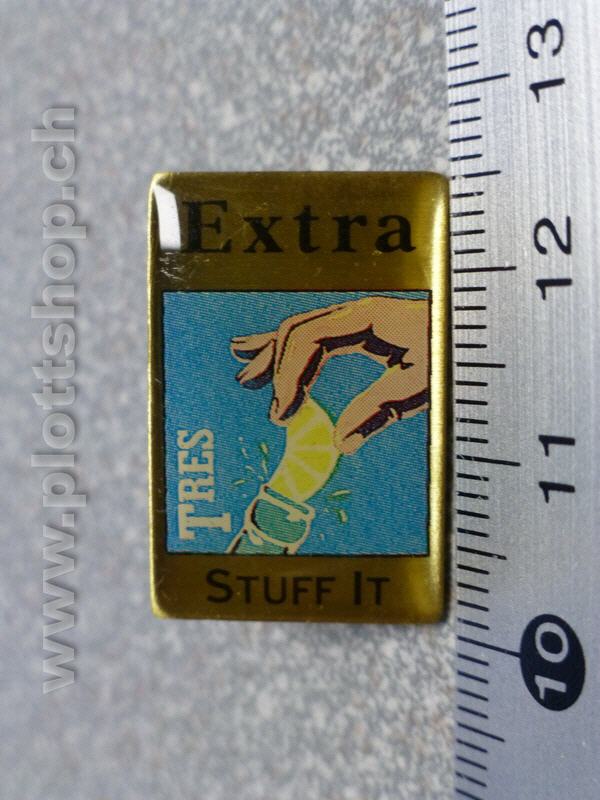 Extra
TRES
STUFF IT
www.plottshop.ch
13
12
11
10